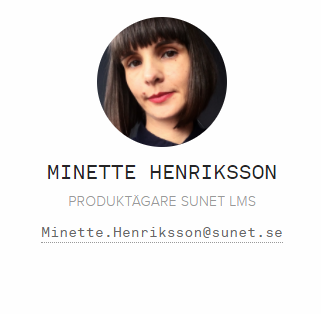 MINETTE HENRIKSSON
PRODUKTÄGARE SUNET LMS
Minette.Henriksson@sunet.se